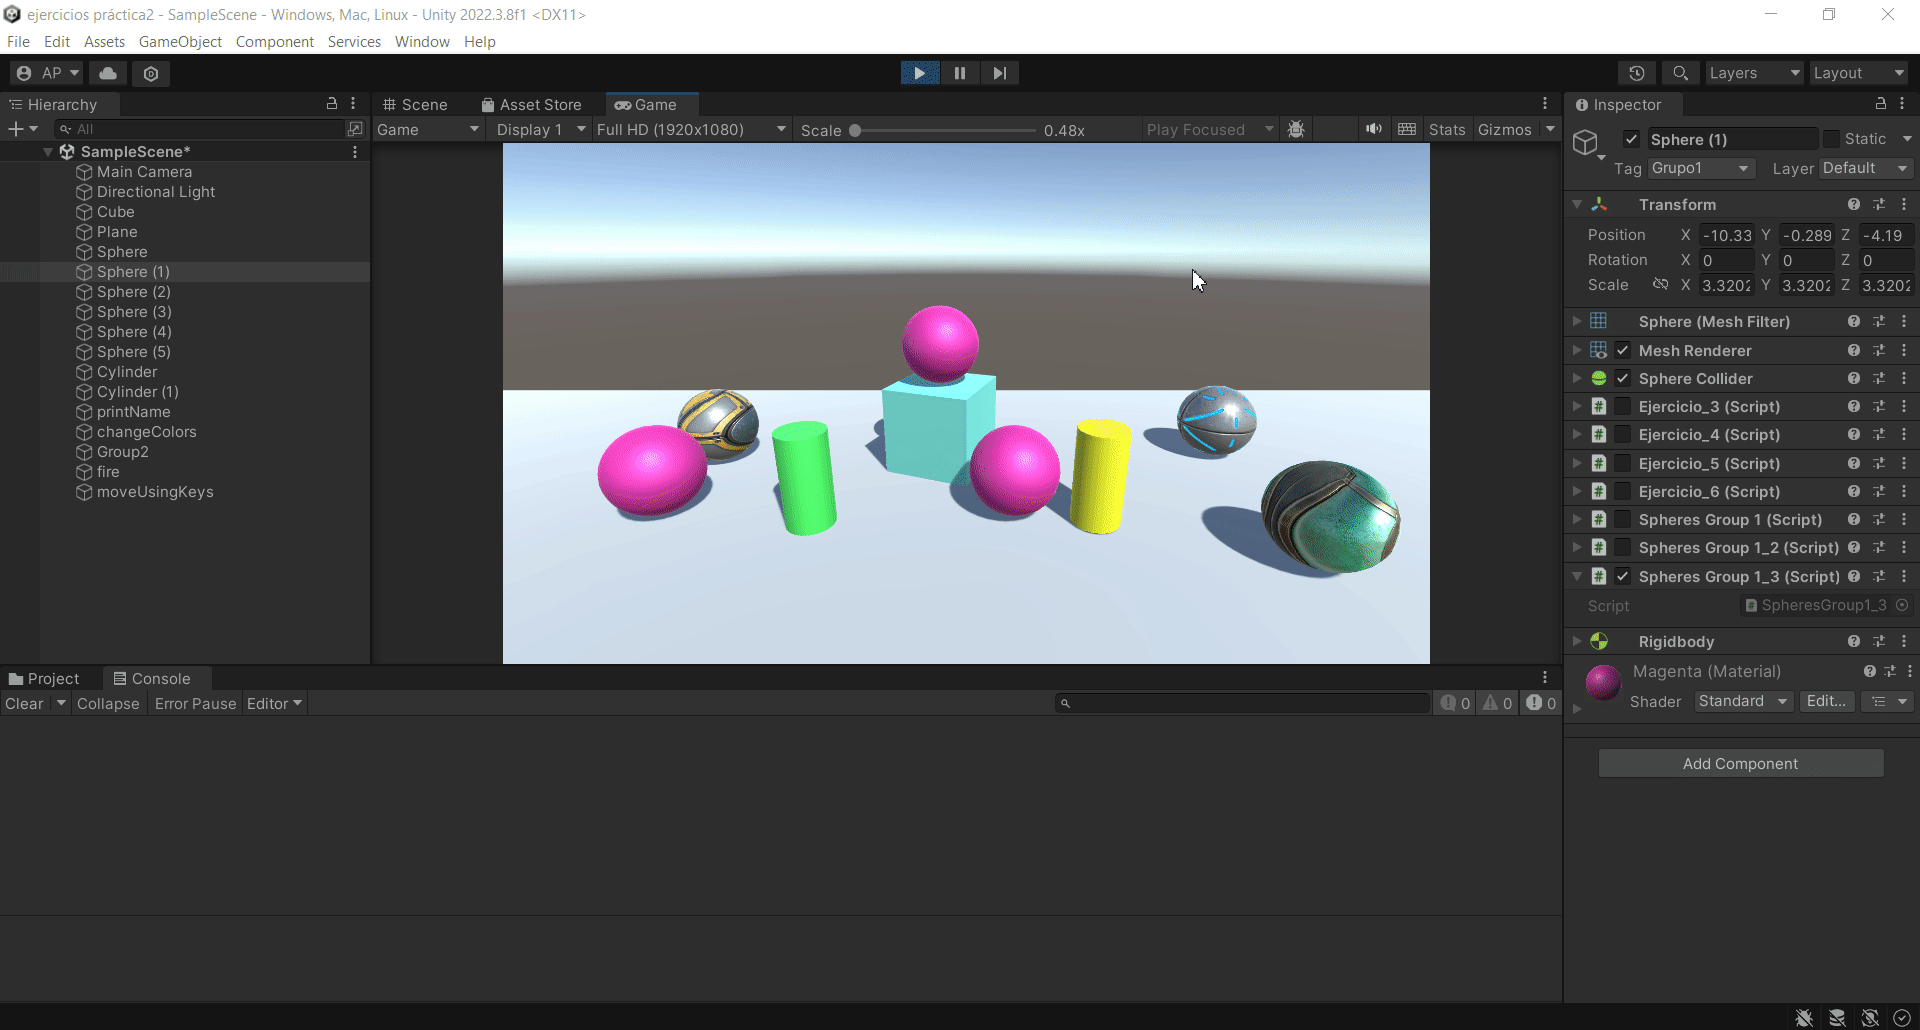 ejercicios práctica2 - SampleScene - Windows, Mac, Linux - Unity 2022.3.8f1 <DX11>
File Edit Assets GameObject Component Services Window Help
AP Layers Layout
Hierarchy
All
SampleScene*
Main Camera
Directional Light
Cube
Plane
Sphere
Sphere (1)
Sphere (2)
Sphere (3)
Sphere (4)
Sphere (5)
Cylinder
Cylinder (1)
printName
changeColors
Group2
fire
moveUsingKeys
Scene Asset Store Game
Game Display 1 Full HD (1920x1080) Scale 0.48x Play Focused Stats Gizmos
Inspector
Sphere (1) Static
Tag Grupo1 Layer Default
Transform
Position X -10.33 Y -0.289 Z -4.19
Rotation X 0 Y 0 Z 0
Scale X 3.3202 Y 3.3202 Z 3.3202
Sphere (Mesh Filter)
Mesh Renderer
Sphere Collider
Ejercicio_3 (Script)
Ejercicio_4 (Script)
Ejercicio_5 (Script)
Ejercicio_6 (Script)
Spheres Group 1 (Script)
Spheres Group 1_2 (Script)
Spheres Group 1_3 (Script)
Script SpheresGroup1_3
Rigidbody
Magenta (Material)
Shader Standard Edit...
Add Component
Project Console
Clear Collapse Error Pause Editor 0 0 0